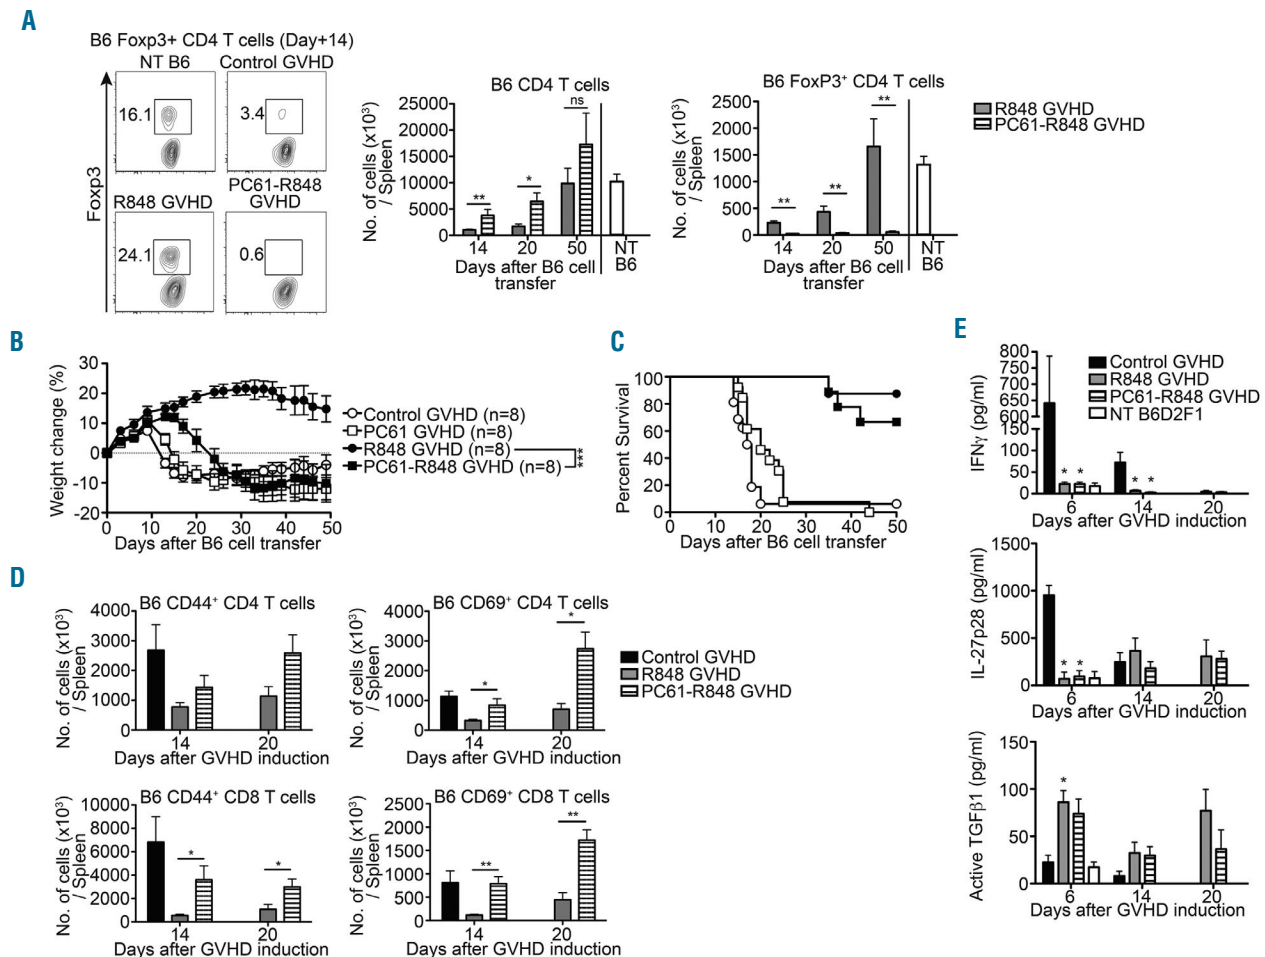 A
B6 Foxp3+ CD4 T cells (Day+14)
NT B6
Control GVHD
16.1
3.4
R848 GVHD
PC61-R848
GVHD
24.1
0.6
Foxp3
B6 CD4 T cells
No. of cells (x10³)
/ Spleen
25000
20000
15000
10000
5000
0
**
*
ns
14
20
50
NT
B6
Days after B6 cell
transfer
B6 FoxP3⁺ CD4 T cells
No. of cells (x10³)
/ Spleen
2500
2000
1500
1000
500
0
**
**
**
14
20
50
NT
B6
Days after B6 cell
transfer
R848 GVHD
PC61-R848 GVHD
B
Weight change (%)
30
20
10
0
-10
-20
0
10
20
30
40
50
Days after B6 cell transfer
Control GVHD (n=8)
PC61 GVHD (n=8)
R848 GVHD (n=8)
PC61-R848 GVHD (n=8)
***
C
Percent Survival
100
80
60
40
20
0
0
10
20
30
40
50
Days after B6 cell transfer
D
B6 CD44⁺ CD4 T cells
No. of cells (x10³)
/ Spleen
4000
3000
2000
1000
0
14
20
Days after GVHD induction
B6 CD69⁺ CD4 T cells
No. of cells (x10³)
/ Spleen
4000
3000
2000
1000
0
*
*
14
20
Days after GVHD induction
Control GVHD
R848 GVHD
PC61-R848 GVHD
B6 CD44⁺ CD8 T cells
No. of cells (x10³)
/ Spleen
10000
8000
6000
4000
2000
0
*
*
14
20
Days after GVHD induction
B6 CD69⁺ CD8 T cells
No. of cells (x10³)
/ Spleen
2500
2000
1500
1000
500
0
**
**
14
20
Days after GVHD induction
E
IFNγ (pg/ml)
800
750
700
650
600
150
100
50
0
* *
* *
6
14
20
Days after GVHD induction
Control GVHD
R848 GVHD
PC61-R848 GVHD
NT B6D2F1
IL-27p28 (pg/ml)
1500
1000
500
0
* *
6
14
20
Days after GVHD induction
Active TGFβ1 (pg/ml)
150
100
50
0
*
6
14
20
Days after GVHD induction